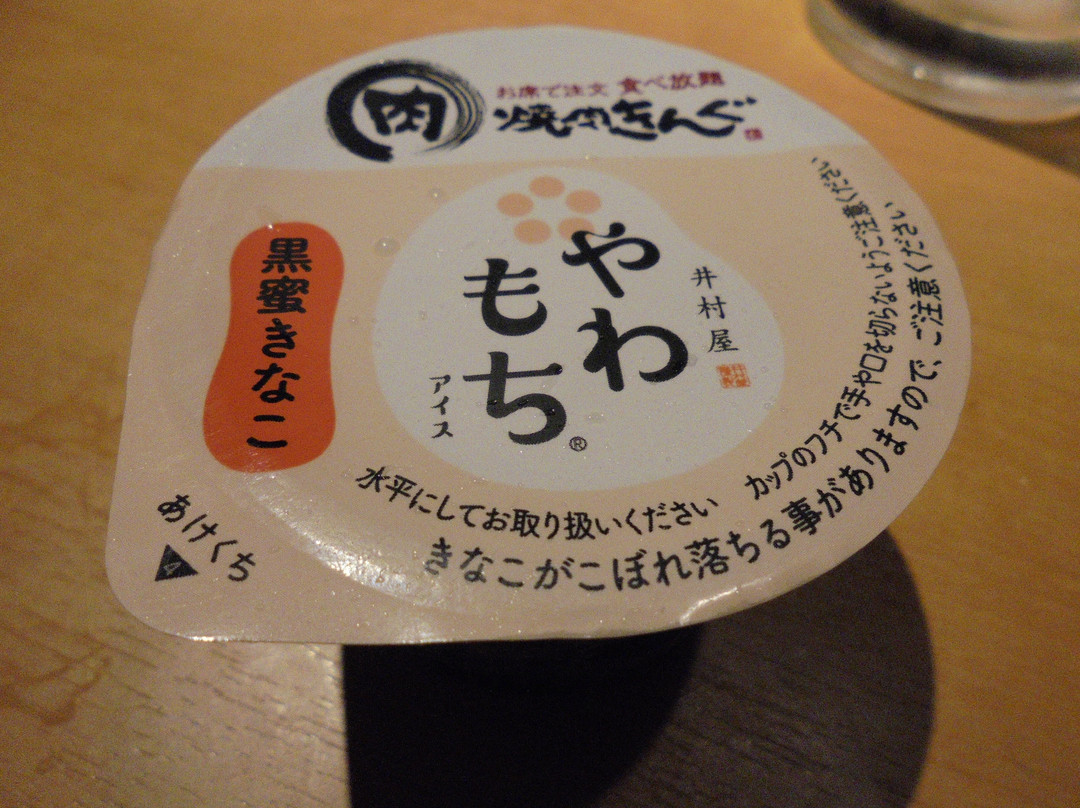 肉
お席で注文 食べ放題
焼肉きんぐ
井村屋
やわ
もち®
アイス
黒蜜きなこ
あけくち
水平にしてお取り扱いください
カップのフチで手や口を切らないようご注意ください
きなこがこぼれ落ちる事がありますので、ご注意ください